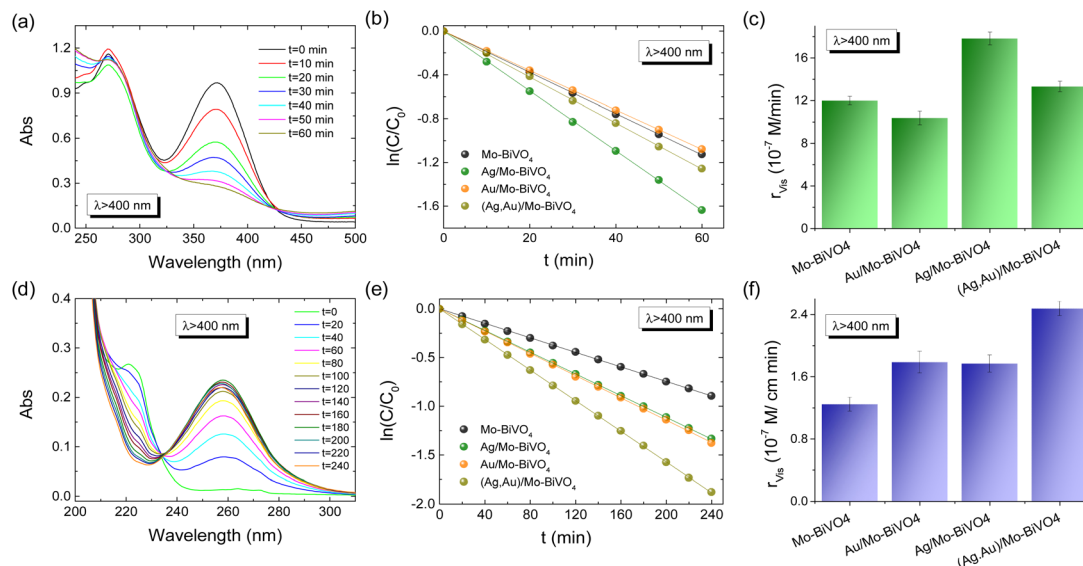 (a)
1.2
0.9
0.6
0.3
0.0
Abs
t=0 min
t=10 min
t=20 min
t=30 min
t=40 min
t=50 min
t=60 min
λ>400 nm
250
300
350
400
450
500
Wavelength (nm)
(b)
0.0
-0.4
-0.8
-1.2
-1.6
ln(C/C0)
λ>400 nm
Mo-BiVO4
Ag/Mo-BiVO4
Au/Mo-BiVO4
(Ag,Au)/Mo-BiVO4
0
10
20
30
40
50
60
t (min)
(c)
λ>400 nm
18
15
12
9
6
rVis (10-7 M/min)
Mo-BiVO4
Au/Mo-BiVO4
Ag/Mo-BiVO4
(Ag,Au)/Mo-BiVO4
(d)
0.4
0.3
0.2
0.1
0.0
Abs
λ>400 nm
t=0
t=20
t=40
t=60
t=80
t=100
t=120
t=140
t=160
t=180
t=200
t=220
t=240
200
220
240
260
280
300
Wavelength (nm)
(e)
0.0
-0.5
-1.0
-1.5
-2.0
ln(C/C0)
λ>400 nm
Mo-BiVO4
Ag/Mo-BiVO4
Au/Mo-BiVO4
(Ag,Au)/Mo-BiVO4
0
40
80
120
160
200
240
t (min)
(f)
λ>400 nm
2.4
1.6
0.8
0.0
rVis (10-7 M/ cm min)
Mo-BiVO4
Au/Mo-BiVO4
Ag/Mo-BiVO4
(Ag,Au)/Mo-BiVO4